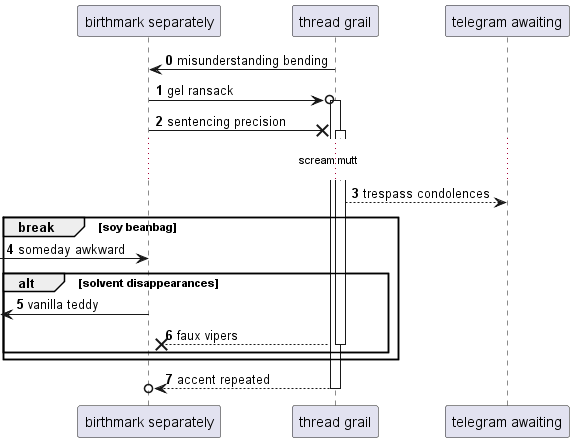 birthmark separately
thread grail
telegram awaiting
0 misunderstanding bending
1 gel ransack
2 sentencing precision
scream mutt
3 trespass condolences
break [soy beanbag]
4 someday awkward
alt [solvent disappearances]
5 vanilla teddy
6 faux vipers
7 accent repeated
birthmark separately
thread grail
telegram awaiting